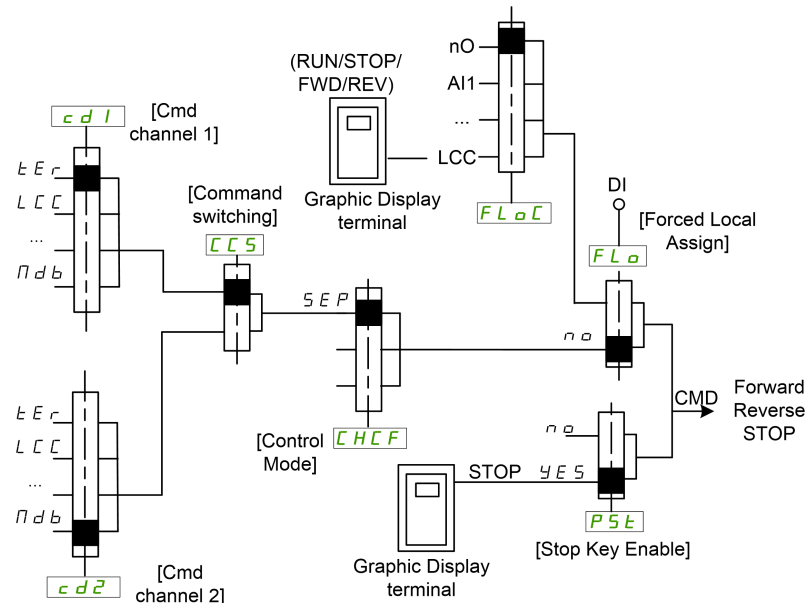 nO
(RUN/STOP/
FWD/REV)
AI1
...
LCC
Graphic Display
terminal
FLoC
cd1
[Cmd
channel 1]
tEr
LCC
...
Mdb
[Command
switching]
CCS
DI
[Forced Local
Assign]
FLo
SEP
no
[Control
Mode]
CHCF
tEr
LCC
...
Mdb
cd2
[Cmd
channel 2]
no
CMD
Forward
Reverse
STOP
STOP
YES
PSt
[Stop Key Enable]
Graphic Display
terminal